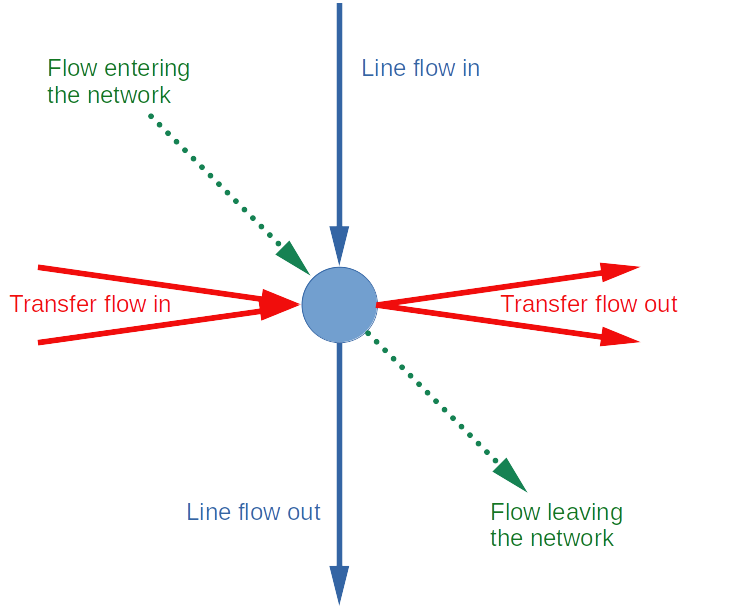 Flow entering
the network
Line flow in
Transfer flow in
Transfer flow out
Line flow out
Flow leaving
the network